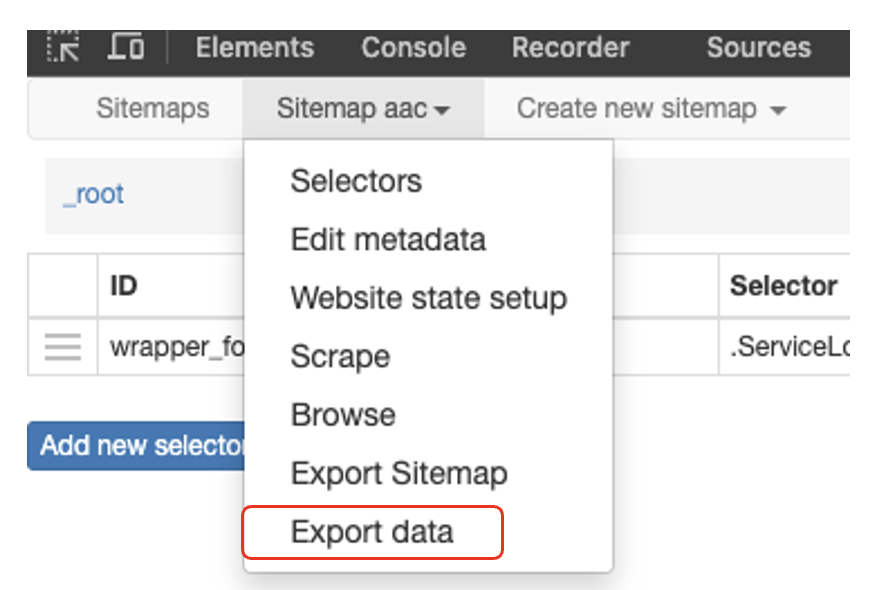 Elements Console Recorder Sources
Sitemaps Sitemap aac Create new sitemap
_root
Selectors
Edit metadata
ID Website state setup Selector
wrapper_fo Scrape .ServiceLo
Browse
Add new selector
Export Sitemap
Export data